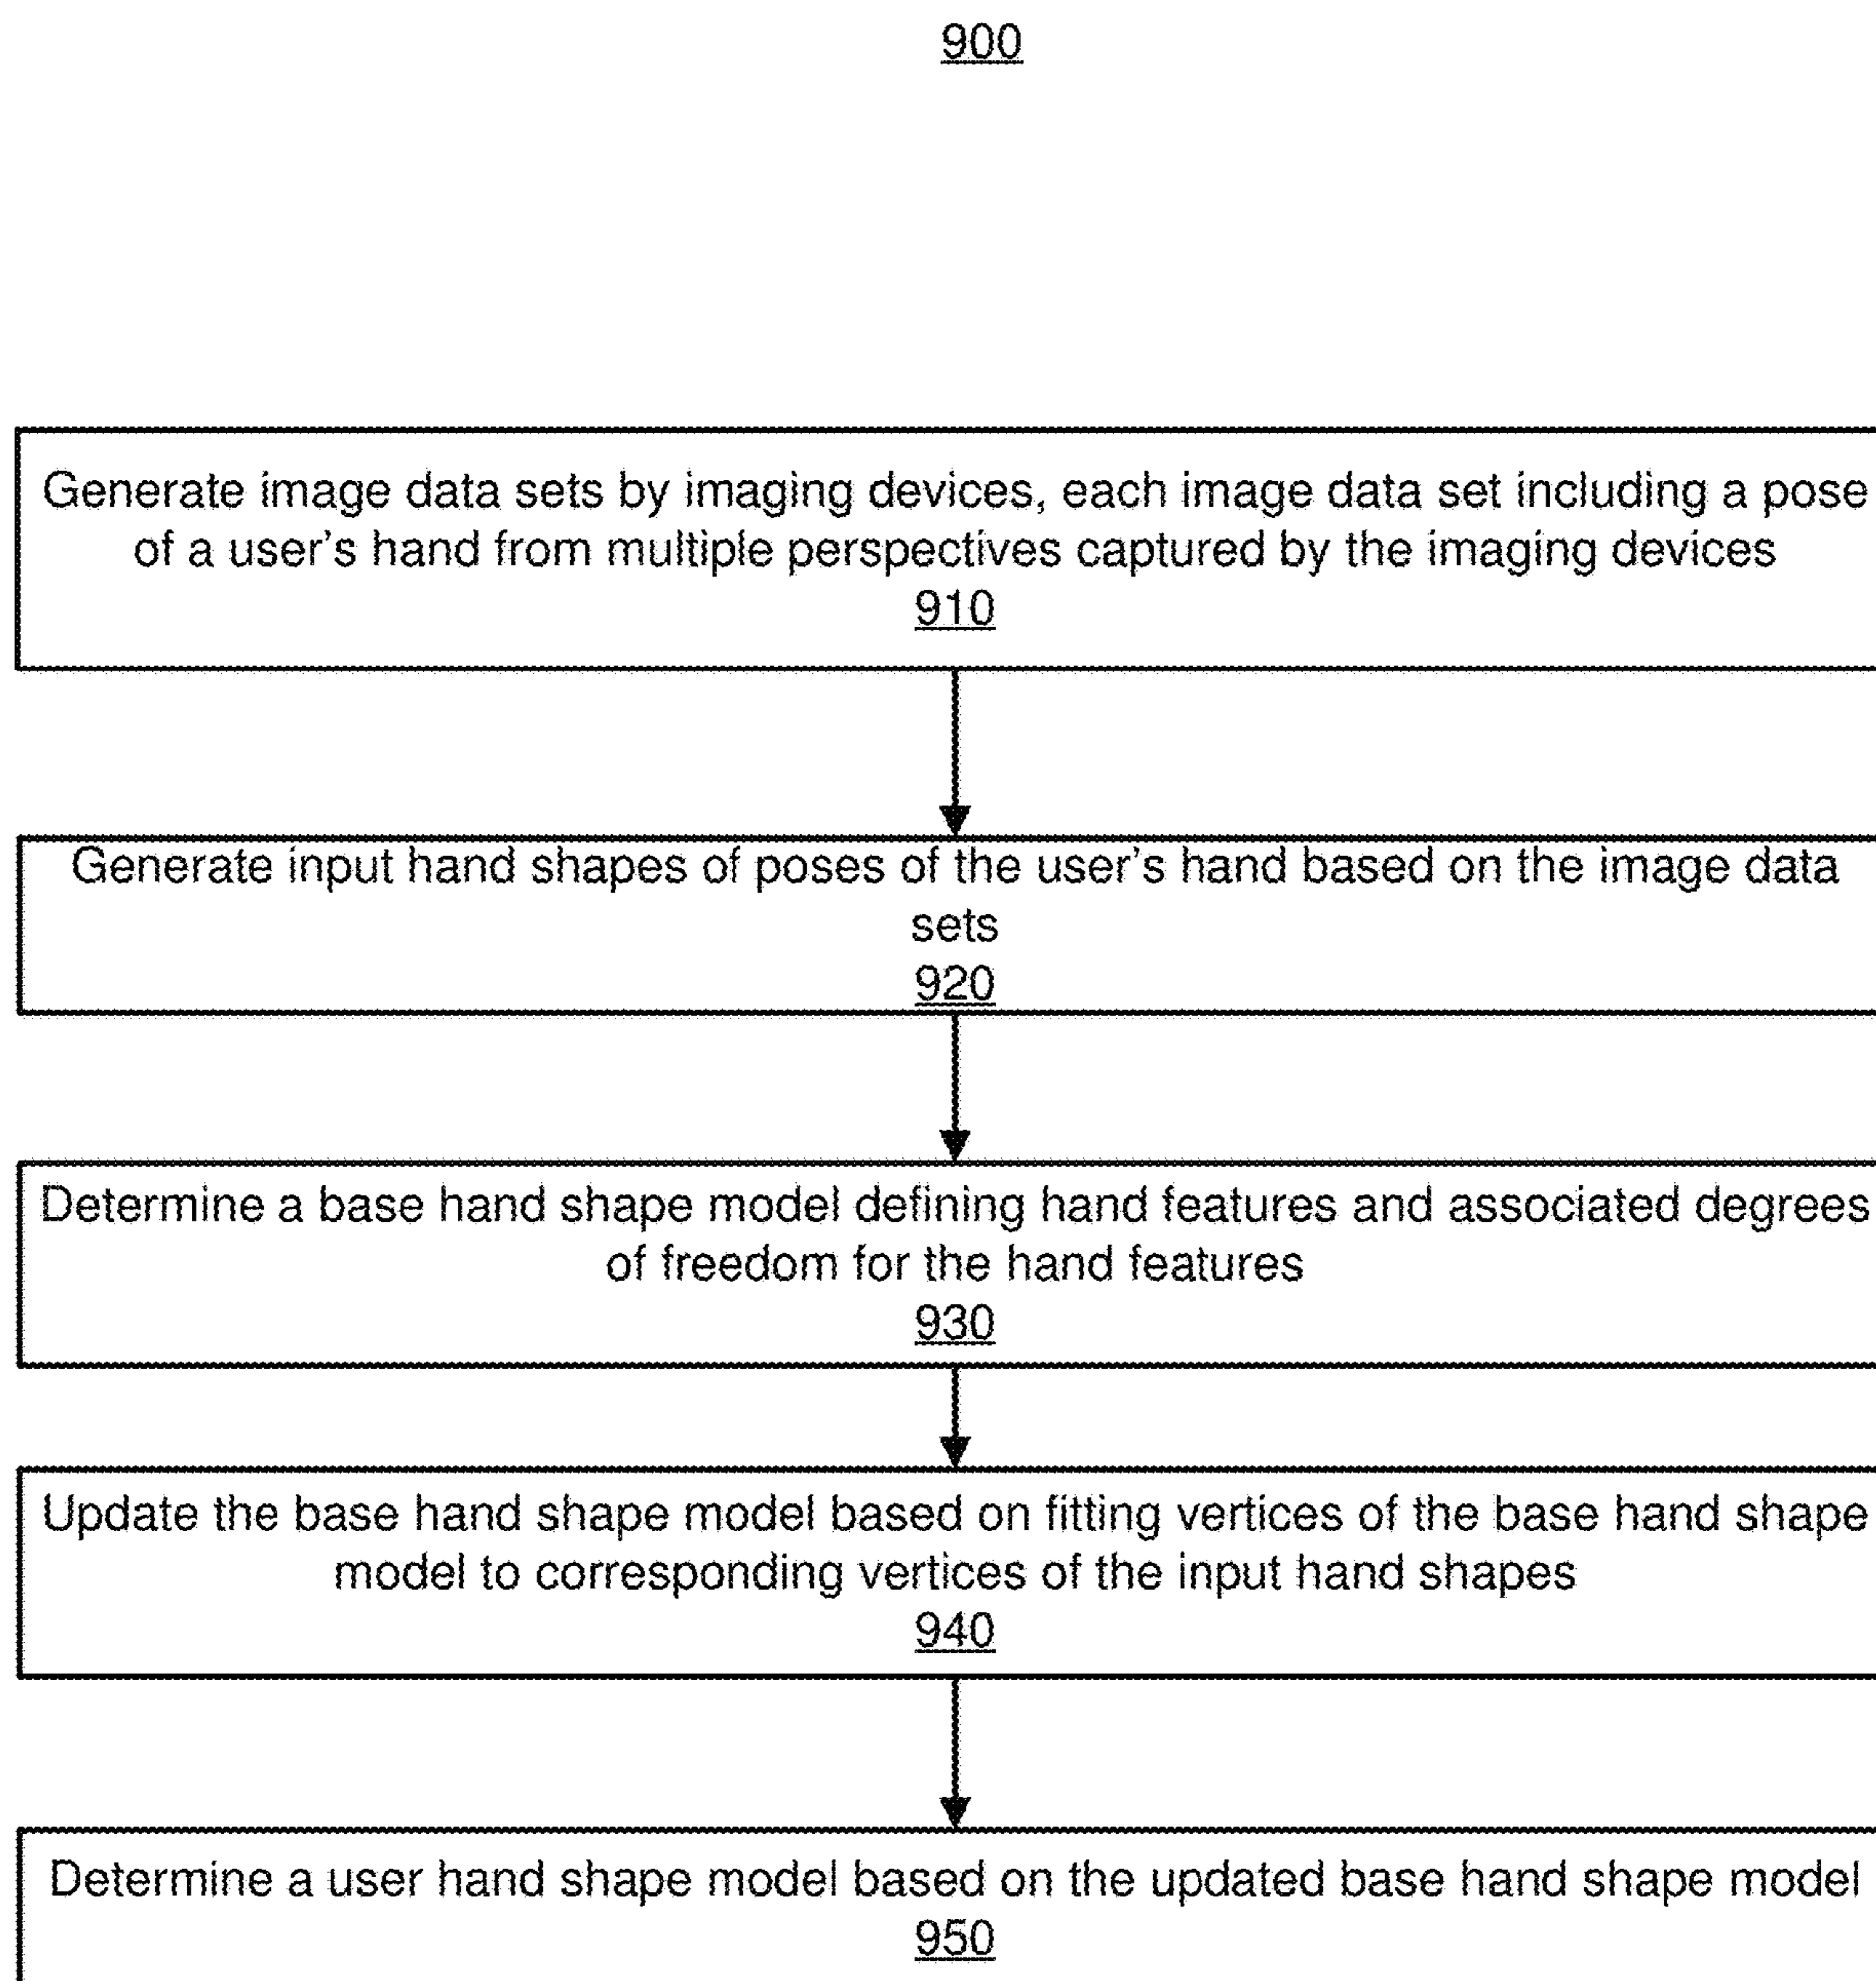 900
Generate image data sets by imaging devices, each image data set including a pose
of a user's hand from multiple perspectives captured by the imaging devices
910
Generate input hand shapes of poses of the user's hand based on the image data
sets
920
Determine a base hand shape model defining hand features and associated degrees
of freedom for the hand features
930
Update the base hand shape model based on fitting vertices of the base hand shape
model to corresponding vertices of the input hand shapes
940
Determine a user hand shape model based on the updated base hand shape model
950